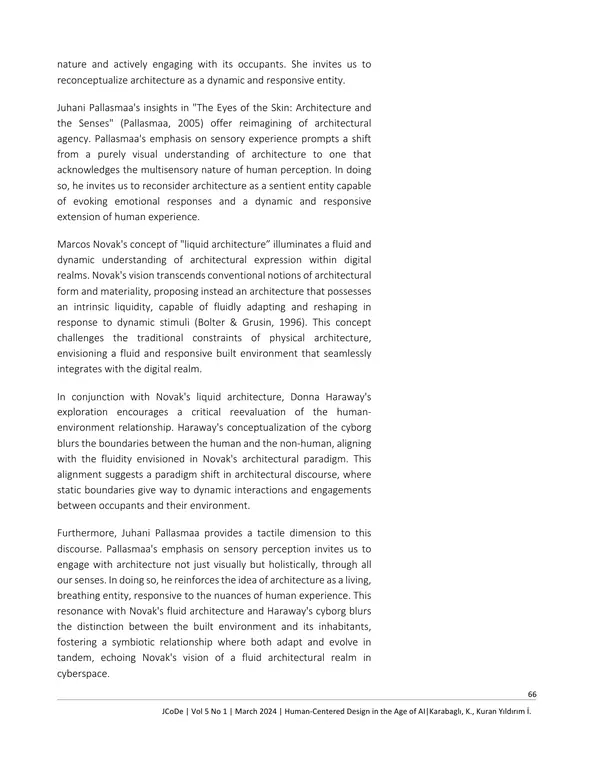 nature and actively engaging with its occupants. She invites us to
reconceptualize architecture as a dynamic and responsive entity.
Juhani Pallasmaa's insights in "The Eyes of the Skin: Architecture and
the Senses" (Pallasmaa, 2005) offer reimagining of architectural
agency. Pallasmaa's emphasis on sensory experience prompts a shift
from a purely visual understanding of architecture to one that
acknowledges the multisensory nature of human perception. In doing
so, he invites us to reconsider architecture as a sentient entity capable
of evoking emotional responses and a dynamic and responsive
extension of human experience.
Marcos Novak's concept of "liquid architecture” illuminates a fluid and
dynamic understanding of architectural expression within digital
realms. Novak's vision transcends conventional notions of architectural
form and materiality, proposing instead an architecture that possesses
an intrinsic liquidity, capable of fluidly adapting and reshaping in
response to dynamic stimuli (Bolter & Grusin, 1996). This concept
challenges the traditional constraints of physical architecture,
envisioning a fluid and responsive built environment that seamlessly
integrates with the digital realm.
In conjunction with Novak's liquid architecture, Donna Haraway's
exploration encourages a critical reevaluation of the human-
environment relationship. Haraway's conceptualization of the cyborg
blurs the boundaries between the human and the non-human, aligning
with the fluidity envisioned in Novak's architectural paradigm. This
alignment suggests a paradigm shift in architectural discourse, where
static boundaries give way to dynamic interactions and engagements
between occupants and their environment.
Furthermore, Juhani Pallasmaa provides a tactile dimension to this
discourse. Pallasmaa's emphasis on sensory perception invites us to
engage with architecture not just visually but holistically, through all
our senses. In doing so, he reinforces the idea of architecture as a living,
breathing entity, responsive to the nuances of human experience. This
resonance with Novak's fluid architecture and Haraway's cyborg blurs
the distinction between the built environment and its inhabitants,
fostering a symbiotic relationship where both adapt and evolve in
tandem, echoing Novak's vision of a fluid architectural realm in
cyberspace.
66
JCoDe | Vol 5 No 1 | March 2024 | Human-Centered Design in the Age of AI|Karabaglı, K., Kuran Yıldırım İ.